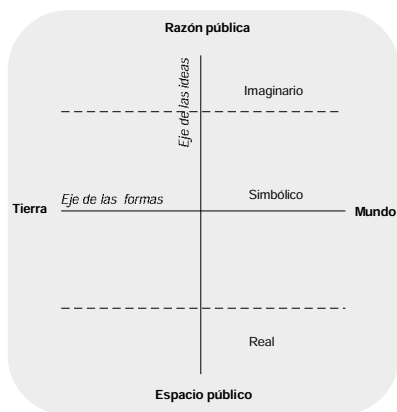 Razón pública
Eje de las ideas
Imaginario
Eje de las formas
Simbólico
Tierra
Mundo
Real
Espacio público